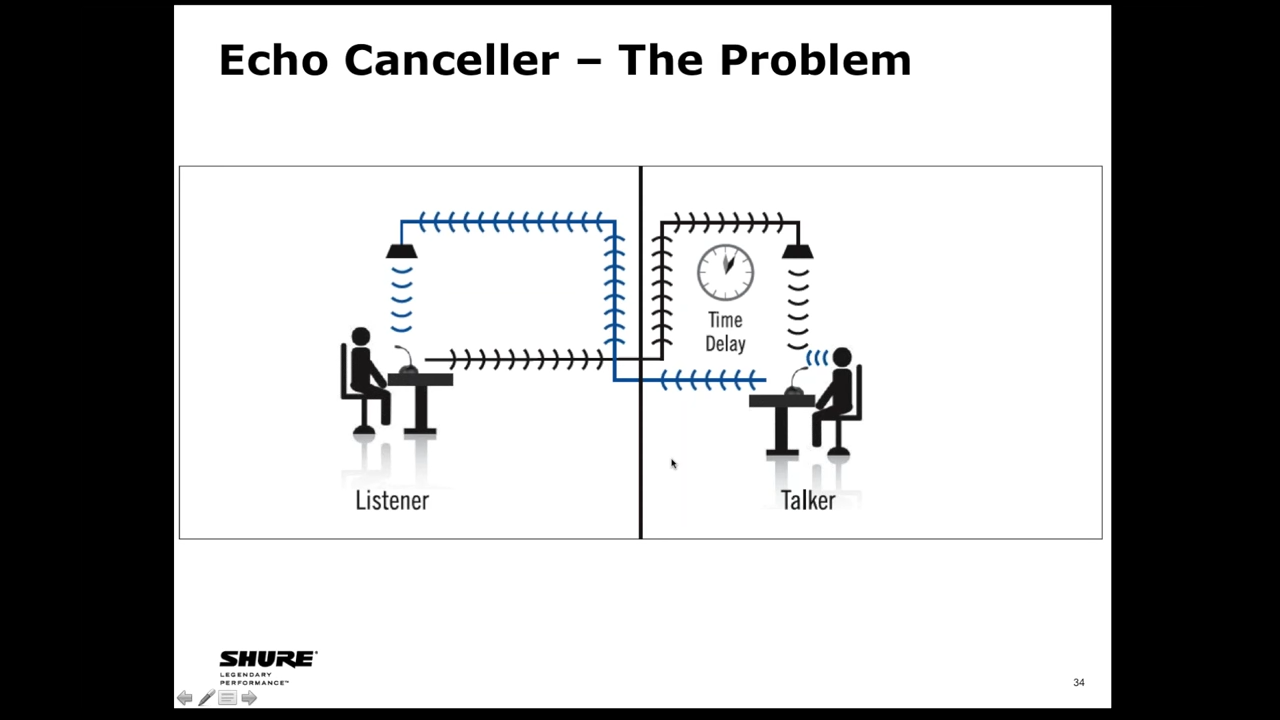 Echo Canceller – The Problem
Time
Delay
Listener
Talker
SHURE
LEGENDARY
PERFORMANCE™
34